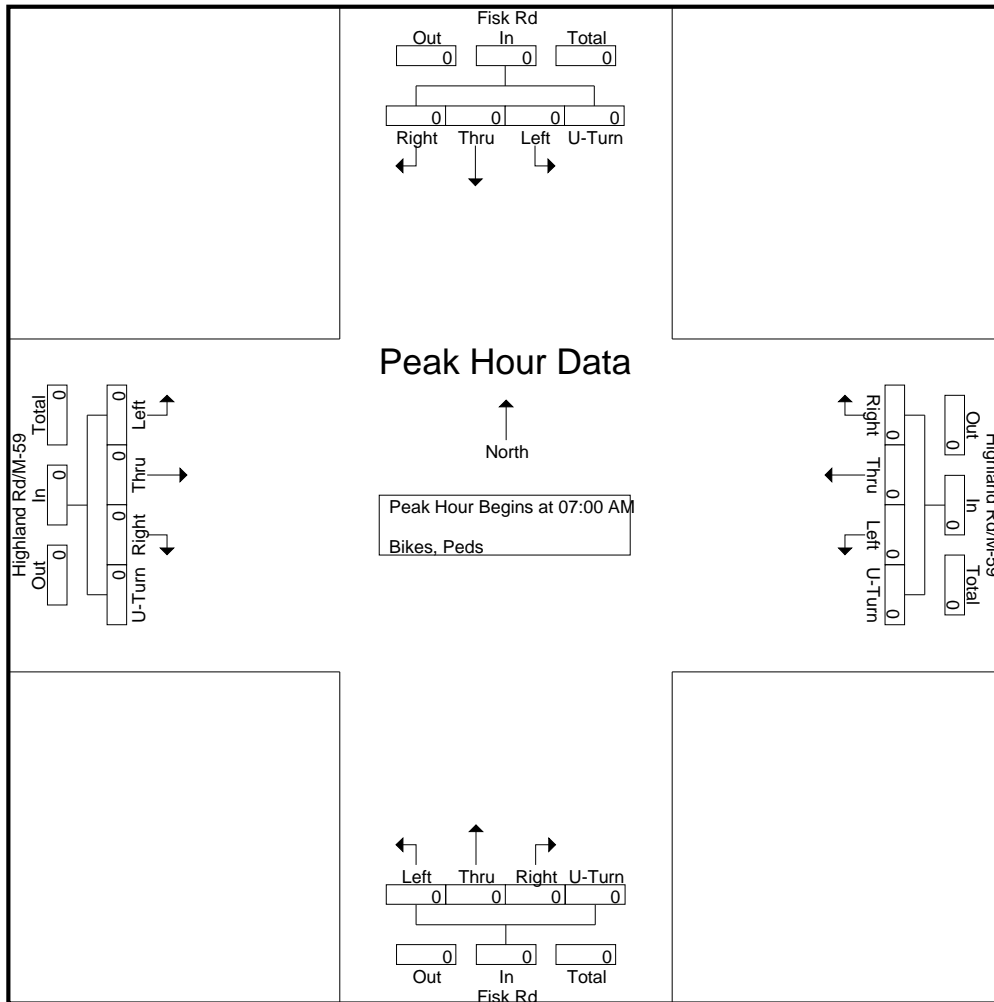 Fisk Rd
Out In Total
0 0 0
0 0 0 0
Right Thru Left U-Turn
Peak Hour Data
North
Peak Hour Begins at 07:00 AM
Bikes, Peds
Highland Rd/M-59
Out In Total
0 0 0
0 0 0 0
U-Turn Right Thru Left
Highland Rd/M-59
Out In Total
0 0 0
0 0 0 0
Right Thru Left U-Turn
Left Thru Right U-Turn
0 0 0 0
0 0 0
Out In Total
Fisk Rd